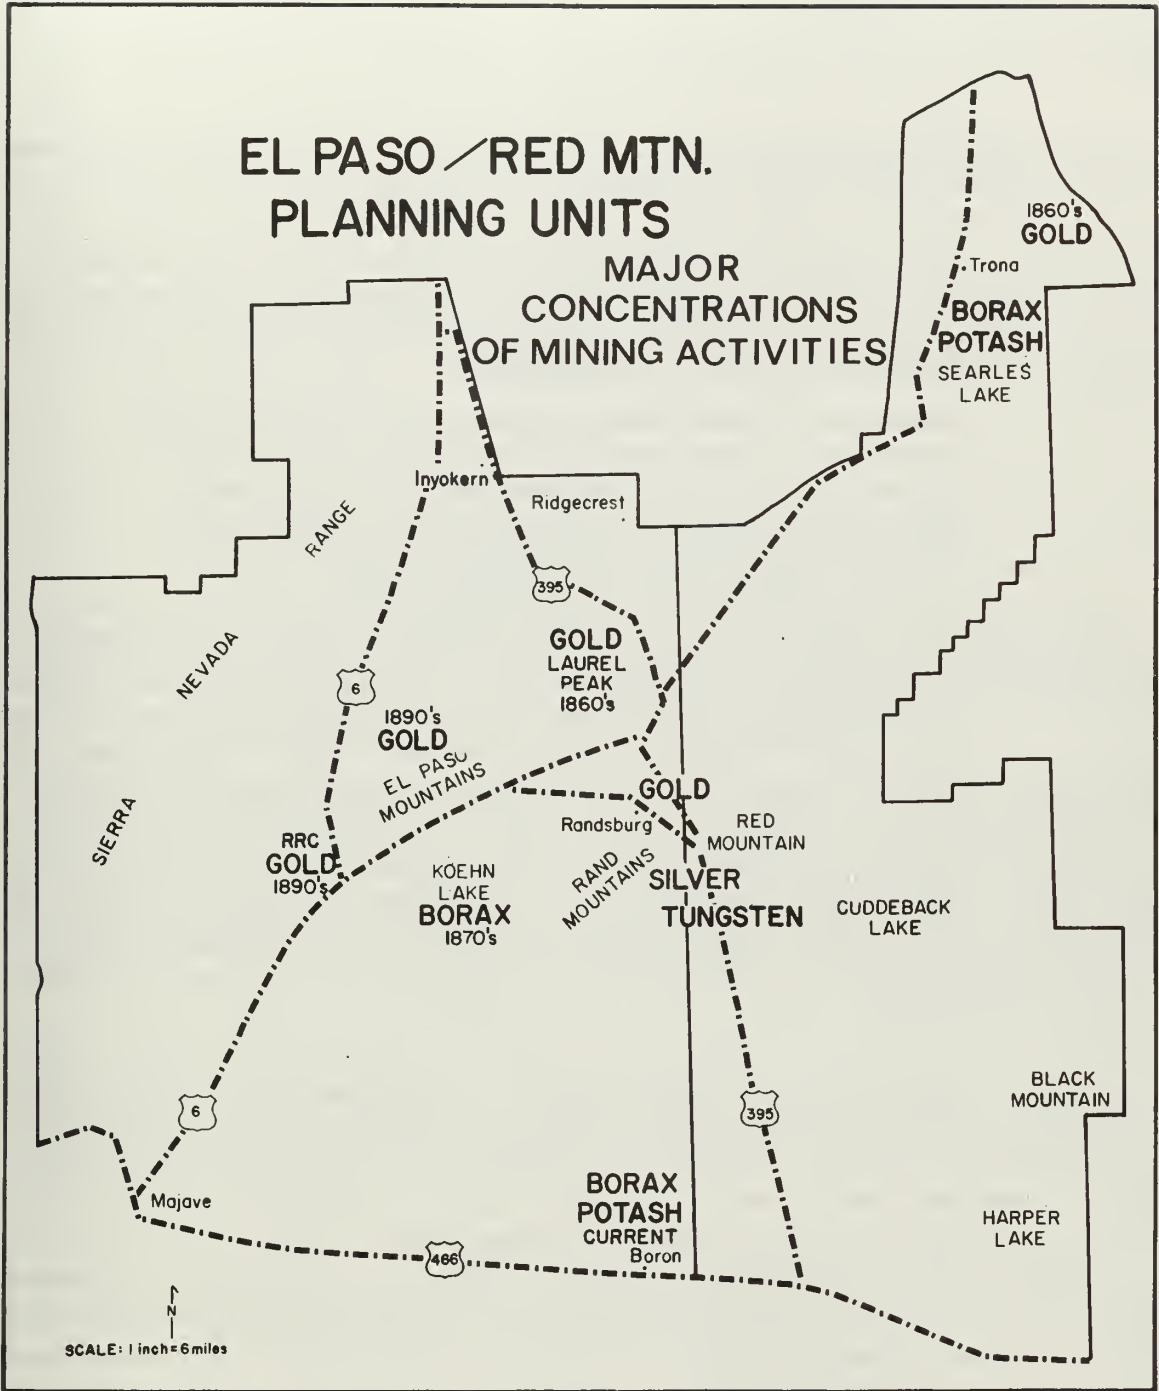 EL PASO / RED MTN.
PLANNING UNITS
MAJOR
CONCENTRATIONS
OF MINING ACTIVITIES
1860's
GOLD
Trona
BORAX
POTASH
SEARLES
LAKE
Inyokern
Ridgecrest
RANGE
NEVADA
SIERRA
395
GOLD
LAUREL
PEAK
1860's
6
1890's
GOLD
EL PASO
MOUNTAINS
GOLD
Randsburg
RED
MOUNTAIN
RRC
GOLD
1890's
KOEHN
LAKE
BORAX
1870's
RAND
MOUNTAINS
SILVER
TUNGSTEN
CUDDEBACK
LAKE
BLACK
MOUNTAIN
6
395
Majave
BORAX
POTASH
CURRENT
Boron
HARPER
LAKE
466
N
SCALE: 1 inch = 6 miles